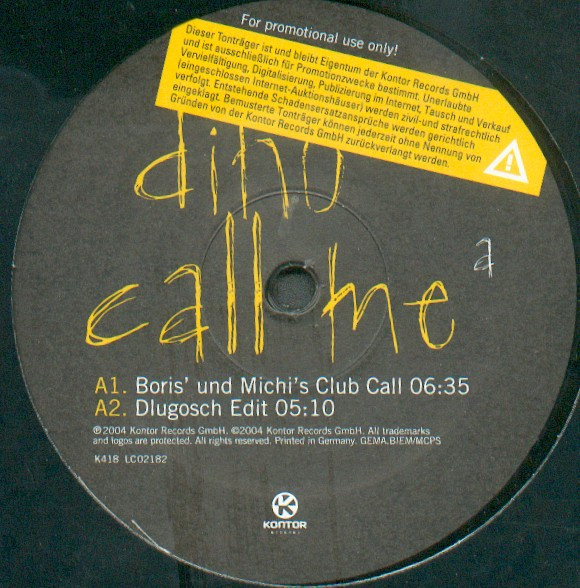 For promotional use only!
Dieser Tonträger ist und bleibt Eigentum der Kontor Records GmbH
und ist ausschließlich für Promotionzwecke bestimmt. Unerlaubte
Vervielfältigung, Digitalisierung, Publizierung im Internet, Tausch und Verkauf
(eingeschlossen Internet-Auktionshäuser) werden zivil-und strafrechtlich
verfolgt. Entstehende Schadensersatzansprüche werden gerichtlich
eingeklagt. Bemusterte Tonträger können jederzeit ohne Nennung von
Gründen von der Kontor Records GmbH zurückverlangt werden.
dino
call me
a
A1. Boris' und Michi's Club Call 06:35
A2. Dlugosch Edit 05:10
℗2004 Kontor Records GmbH. ©2004 Kontor Records GmbH. All trademarks
and logos are protected. All rights reserved. Printed in Germany. GEMA.BIEM/MCPS
K418 LC02182
K
KONTOR
RECORDS